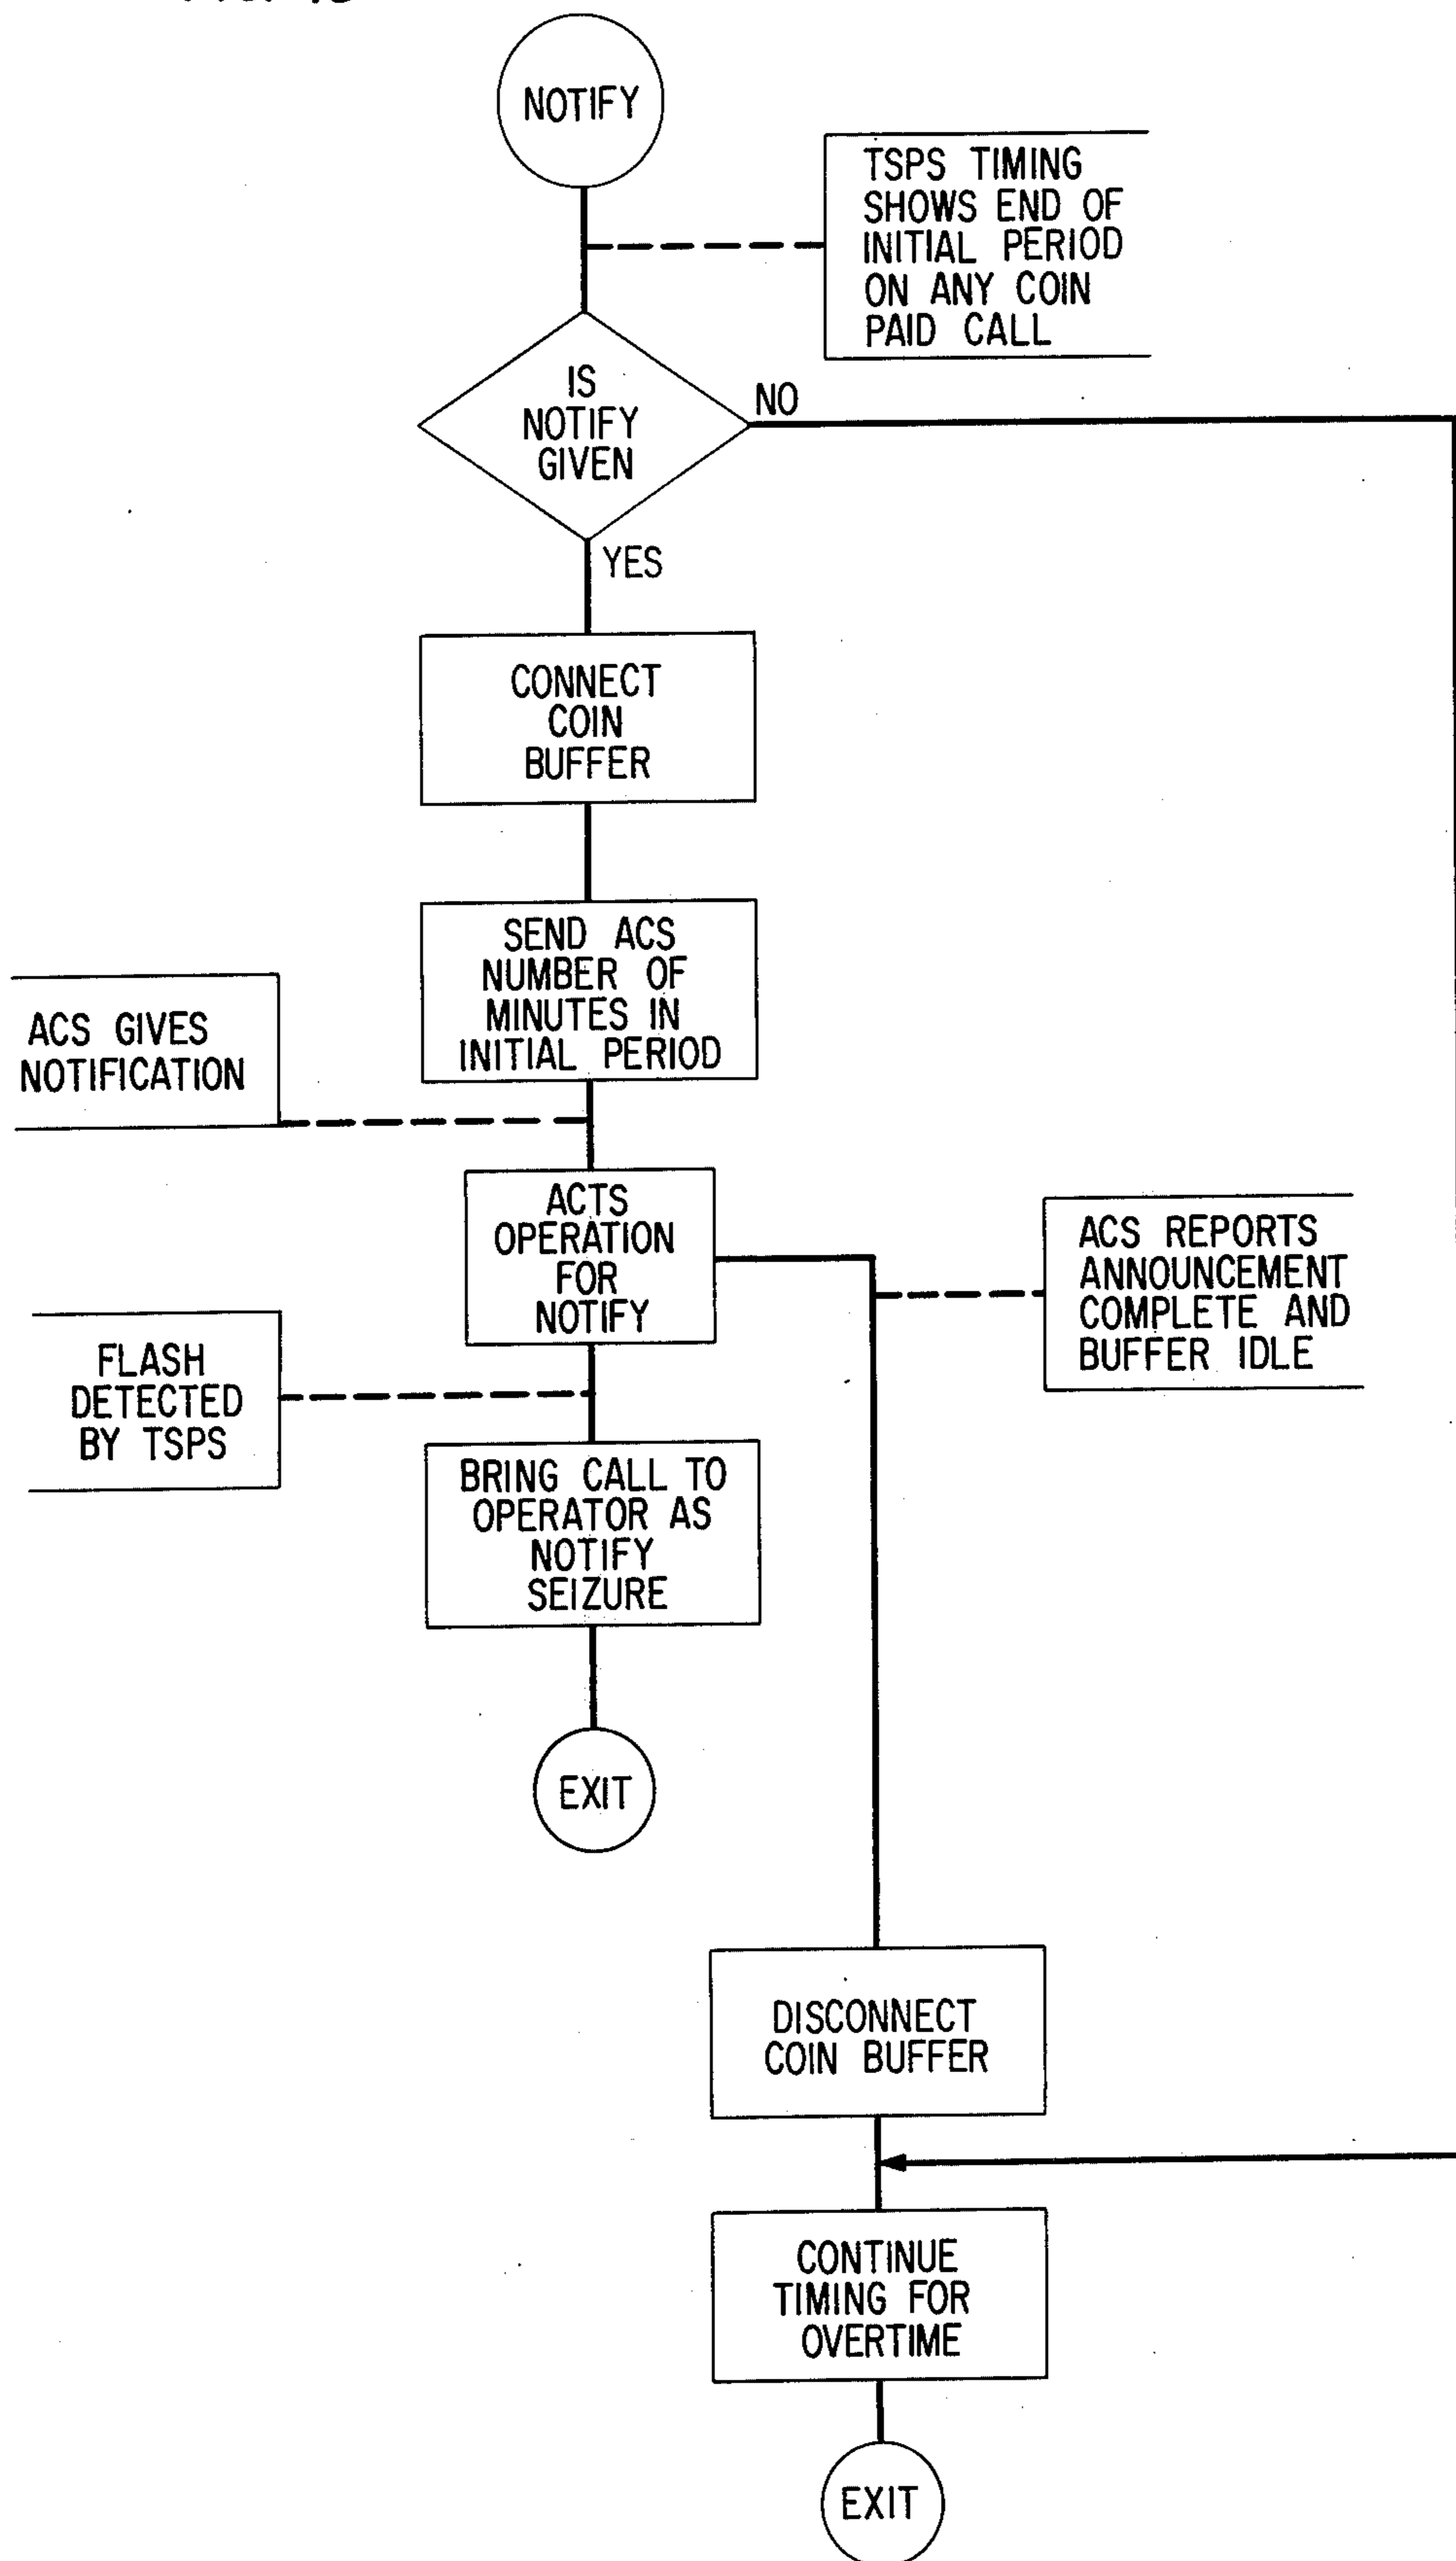 NOTIFY
TSPS TIMING
SHOWS END OF
INITIAL PERIOD
ON ANY COIN
PAID CALL
IS
NOTIFY
GIVEN
NO
YES
CONNECT
COIN
BUFFER
SEND ACS
NUMBER OF
MINUTES IN
INITIAL PERIOD
ACS GIVES
NOTIFICATION
ACTS
OPERATION
FOR
NOTIFY
ACS REPORTS
ANNOUNCEMENT
COMPLETE AND
BUFFER IDLE
FLASH
DETECTED
BY TSPS
BRING CALL TO
OPERATOR AS
NOTIFY
SEIZURE
EXIT
DISCONNECT
COIN BUFFER
CONTINUE
TIMING FOR
OVERTIME
EXIT